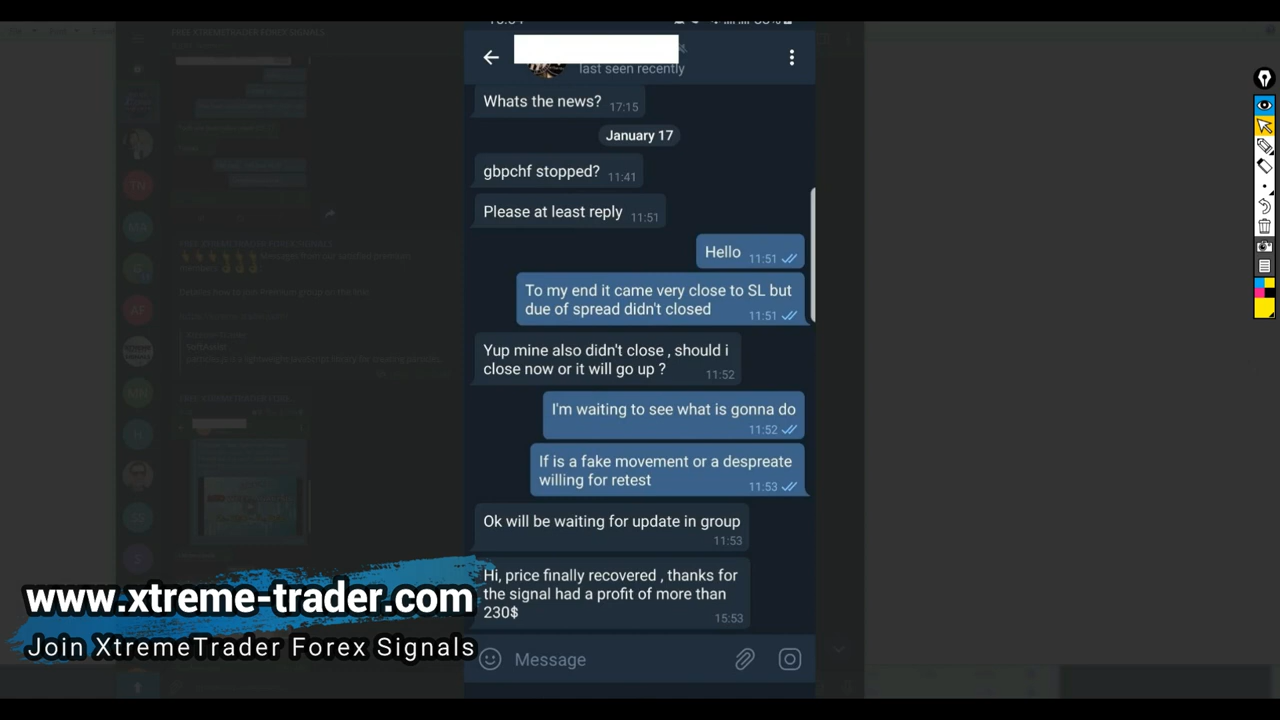 FREE XTREMETRADER FOREX SIGNALS
last seen recently
Whats the news? 17:15
January 17
gbpchf stopped? 11:41
Please at least reply 11:51
Hello 11:51
To my end it came very close to SL but
due of spread didn't closed 11:51
Yup mine also didn't close , should i
close now or it will go up ? 11:52
I'm waiting to see what is gonna do
11:52
If is a fake movement or a despreate
willing for retest 11:53
Ok will be waiting for update in group
11:53
Hi, price finally recovered , thanks for
the signal had a profit of more than
230$ 15:53
Message
www.xtreme-trader.com
Join XtremeTrader Forex Signals